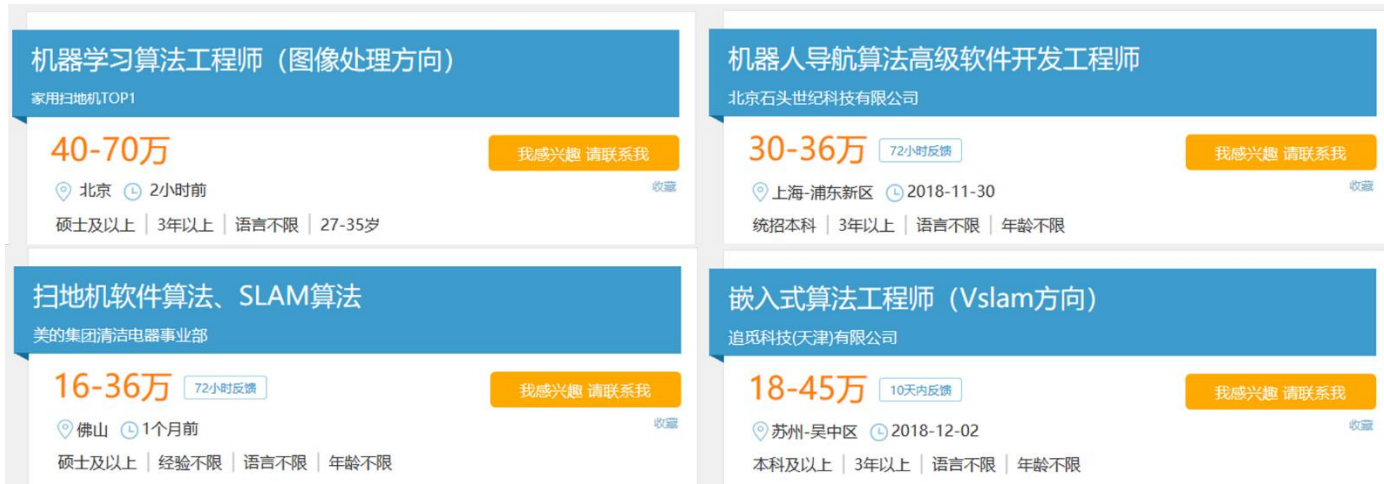 机器学习算法工程师（图像处理方向）
家用扫地机TOP1
40-70万
我感兴趣 请联系我
北京 2小时前
收藏
硕士及以上 | 3年以上 | 语言不限 | 27-35岁
机器人导航算法高级软件开发工程师
北京石头世纪科技有限公司
30-36万 72小时反馈
我感兴趣 请联系我
上海-浦东新区 2018-11-30
收藏
统招本科 | 3年以上 | 语言不限 | 年龄不限
扫地机软件算法、SLAM算法
美的集团清洁电器事业部
16-36万 72小时反馈
我感兴趣 请联系我
佛山 1个月前
收藏
硕士及以上 | 经验不限 | 语言不限 | 年龄不限
嵌入式算法工程师（Vslam方向）
追觅科技(天津)有限公司
18-45万 10天内反馈
我感兴趣 请联系我
苏州-吴中区 2018-12-02
收藏
本科及以上 | 3年以上 | 语言不限 | 年龄不限